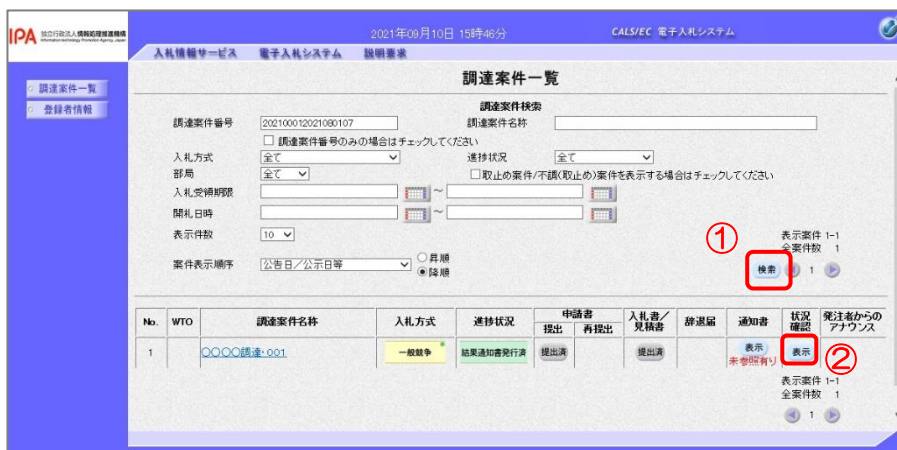 IPA 独立行政法人情報処理推進機構
Information-technology Promotion Agency, Japan
2021年09月10日 15時46分
CALS/EC 電子入札システム
入札情報サービス 電子入札システム 説明要求
調達案件一覧
登録者情報
調達案件一覧
調達案件検索
調達案件番号 202100012021080107 調達案件名称
調達案件番号のみの場合はチェックしてください
入札方式 全て 進捗状況 全て
部局 全て 取止め案件/不調(取止め)案件を表示する場合はチェックしてください
入札受領期限 ~
開札日時 ~
表示件数 10
① 表示案件 1-1
全案件数 1
案件表示順序 公告日/公示日等 昇順
降順
検索 1
No. WTO 調達案件名称 入札方式 進捗状況 申請書 入札書/見積書 辞退届 通知書 状況確認 発注者からのアナウンス
提出 再提出
1 〇〇〇〇調達・001 一般競争 結果通知書発行済 提出済 提出済 表示 表示 ②
未参照有り
表示案件 1-1
全案件数 1
1